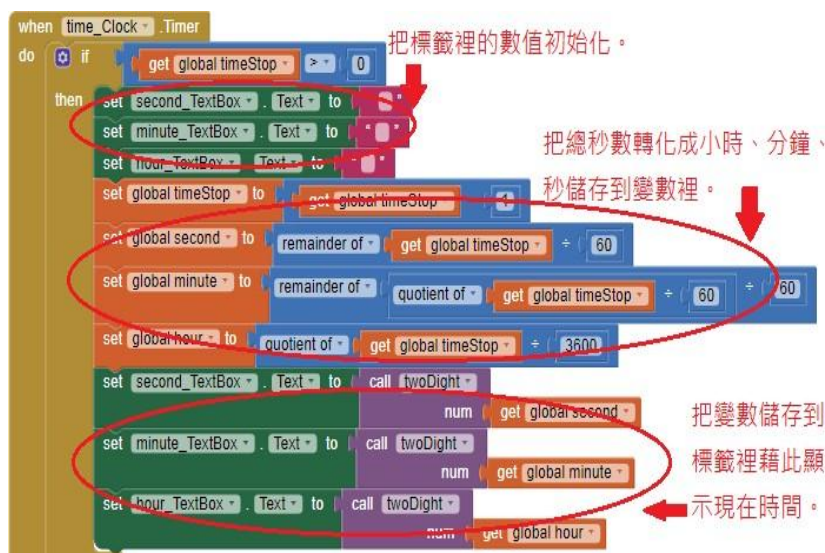 when time_Clock .Timer
do if get global timeStop > 0
把標籤裡的數值初始化。
then set second_TextBox . Text to " "
set minute_TextBox . Text to " "
set hour_TextBox . Text to " "
把總秒數轉化成小時、分鐘、
秒儲存到變數裡。
set global timeStop to get global timeStop - 1
set global second to remainder of get global timeStop ÷ 60
set global minute to remainder of quotient of get global timeStop ÷ 60 ÷ 60
set global hour to quotient of get global timeStop ÷ 3600
set second_TextBox . Text to call twoDight
num get global second
set minute_TextBox . Text to call twoDight
num get global minute
set hour_TextBox . Text to call twoDight
num get global hour
把變數儲存到
標籤裡藉此顯
示現在時間。